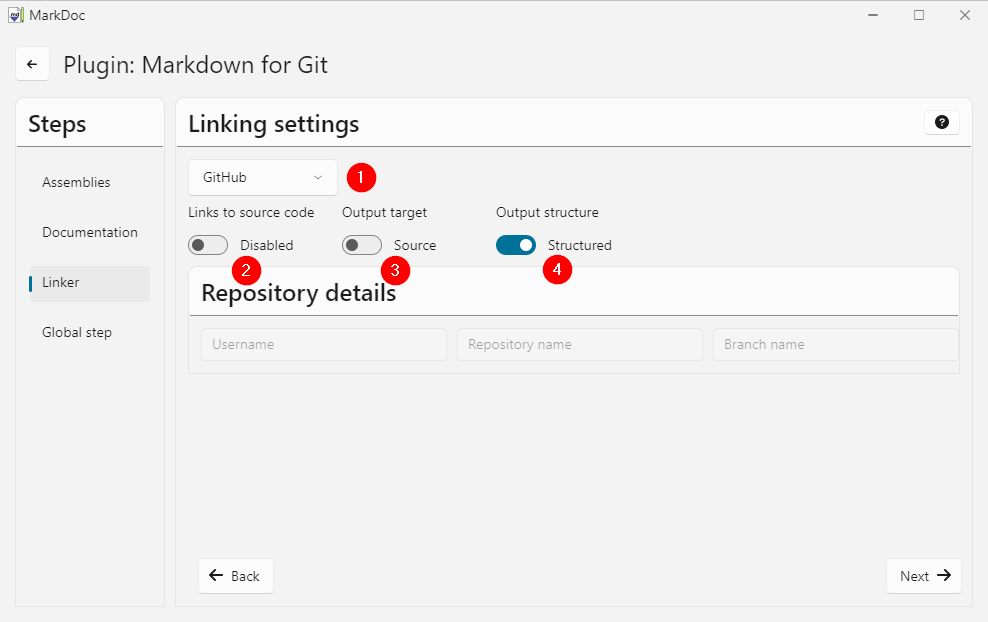 MarkDoc
Plugin: Markdown for Git
Steps
Linking settings
?
Assemblies
Documentation
Linker
Global step
GitHub
1
Links to source code
Output target
Output structure
Disabled
Source
Structured
2
3
4
Repository details
Username
Repository name
Branch name
Back
Next